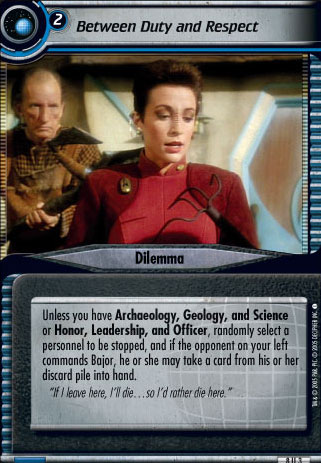 2
Between Duty and Respect
Dilemma
Unless you have Archaeology, Geology, and Science
or Honor, Leadership, and Officer, randomly select a
personnel to be stopped, and if the opponent on your left
commands Bajor, he or she may take a card from his or her
discard pile into hand.
"If I leave here, I'll die...so I'd rather die here."